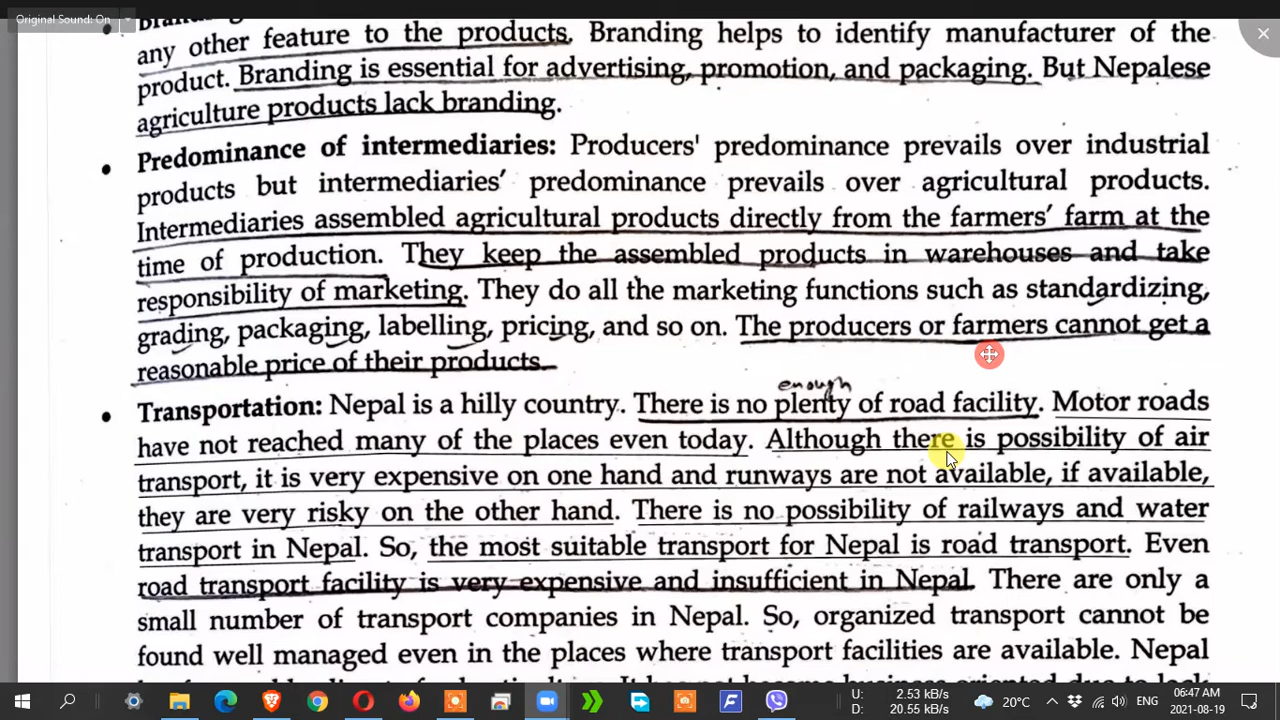 Original Sound: On
any other feature to the products. Branding helps to identify manufacturer of the
product. Branding is essential for advertising, promotion, and packaging. But Nepalese
agriculture products lack branding.
• Predominance of intermediaries: Producers' predominance prevails over industrial
products but intermediaries' predominance prevails over agricultural products.
Intermediaries assembled agricultural products directly from the farmers' farm at the
time of production. They keep the assembled products in warehouses and take
responsibility of marketing. They do all the marketing functions such as standardizing,
grading, packaging, labelling, pricing, and so on. The producers or farmers cannot get a
reasonable price of their products.
enough
• Transportation: Nepal is a hilly country. There is no plenty of road facility. Motor roads
have not reached many of the places even today. Although there is possibility of air
transport, it is very expensive on one hand and runways are not available, if available,
they are very risky on the other hand. There is no possibility of railways and water
transport in Nepal. So, the most suitable transport for Nepal is road transport. Even
road transport facility is very expensive and insufficient in Nepal. There are only a
small number of transport companies in Nepal. So, organized transport cannot be
found well managed even in the places where transport facilities are available. Nepal
U: 2.53 kB/s
D: 20.55 kB/s
20°C
ENG
06:47 AM
2021-08-19